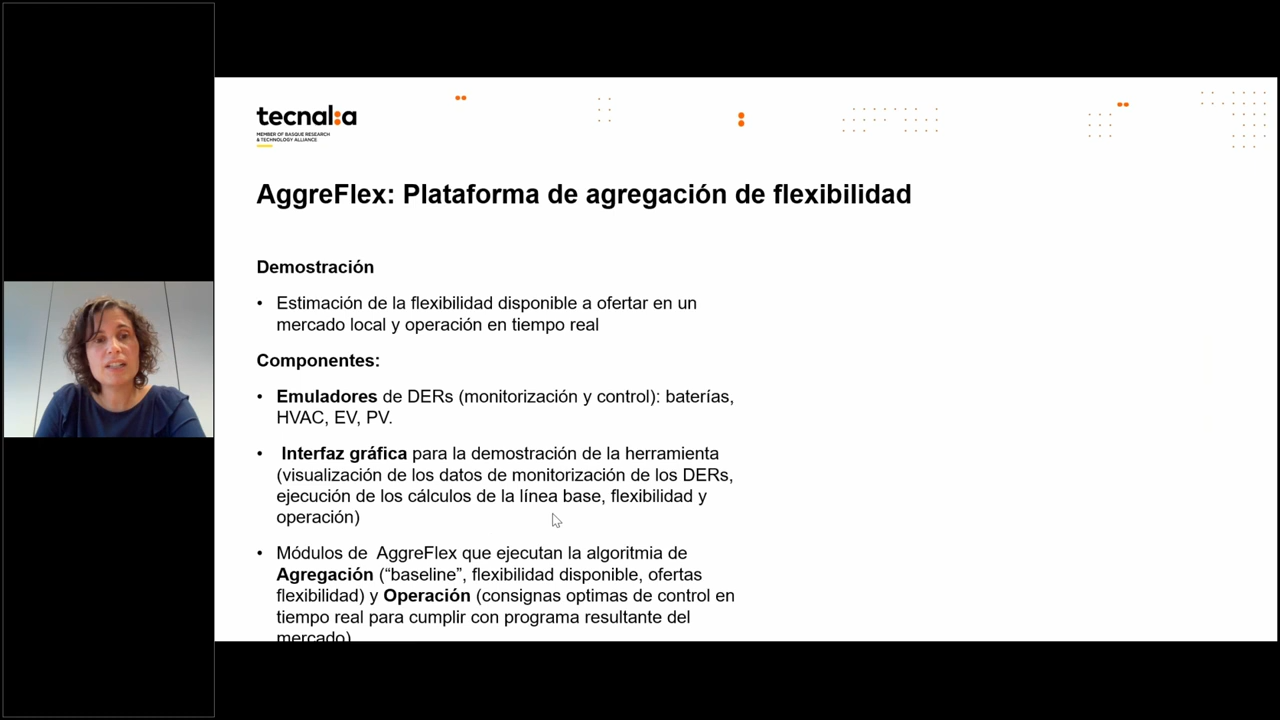 tecnal:a
MEMBER OF BASQUE RESEARCH
& TECHNOLOGY ALLIANCE
AggreFlex: Plataforma de agregación de flexibilidad
Demostración
• Estimación de la flexibilidad disponible a ofertar en un
mercado local y operación en tiempo real
Componentes:
• Emuladores de DERs (monitorización y control): baterías,
HVAC, EV, PV.
• Interfaz gráfica para la demostración de la herramienta
(visualización de los datos de monitorización de los DERs,
ejecución de los cálculos de la línea base, flexibilidad y
operación)
• Módulos de AggreFlex que ejecutan la algoritmia de
Agregación (“baseline”, flexibilidad disponible, ofertas
flexibilidad) y Operación (consignas optimas de control en
tiempo real para cumplir con programa resultante del
mercado)